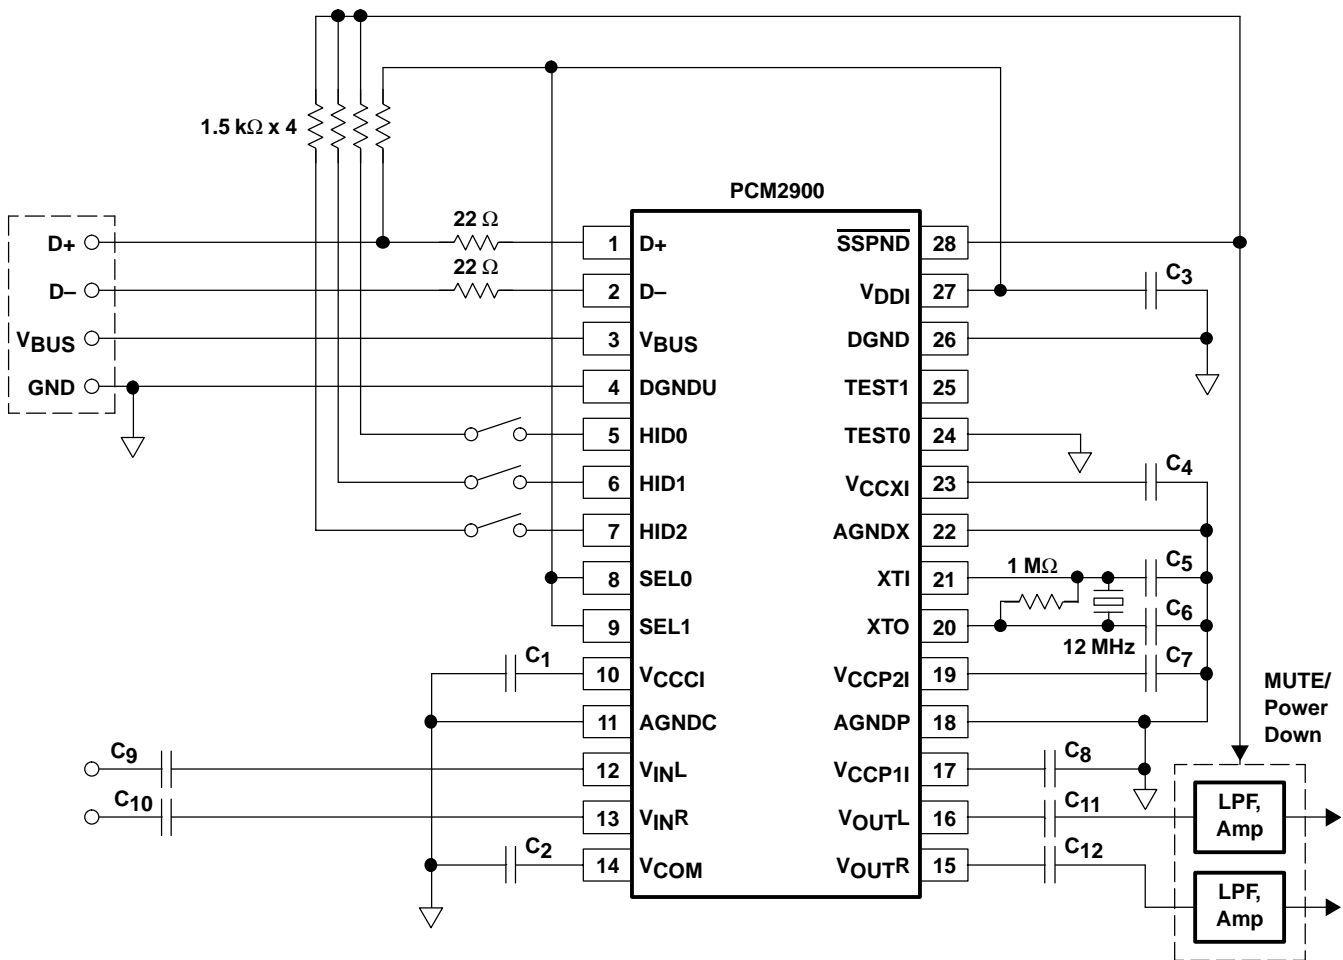 1.5 kΩ x 4
PCM2900
D+
D–
VBUS
GND
22 Ω
22 Ω
1 D+
2 D–
3 VBUS
4 DGNDU
5 HID0
6 HID1
7 HID2
8 SEL0
9 SEL1
10 VCCCI
11 AGNDC
12 VINL
13 VINR
14 VCOM
SSPND 28
VDDI 27
DGND 26
TEST1 25
TEST0 24
VCCXI 23
AGNDX 22
XTI 21
XTO 20
VCCP2I 19
AGNDP 18
VCCP1I 17
VOUTL 16
VOUTR 15
C1
C9
C10
C2
C3
C4
1 MΩ
C5
C6
12 MHz
C7
C8
C11
C12
MUTE/
Power
Down
LPF,
Amp
LPF,
Amp